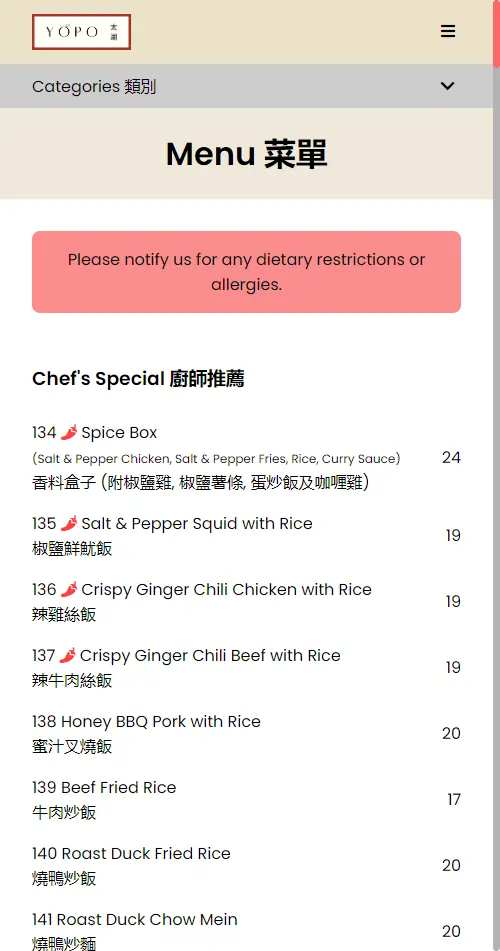 YOPO 太湖
Categories 類別
Menu 菜單
Please notify us for any dietary restrictions or
allergies.
Chef's Special 廚師推薦
134 🌶️ Spice Box
(Salt & Pepper Chicken, Salt & Pepper Fries, Rice, Curry Sauce)
24
香料盒子 (附椒鹽雞, 椒鹽薯條, 蛋炒飯及咖喱雞)
135 🌶️ Salt & Pepper Squid with Rice
19
椒鹽鮮魷飯
136 🌶️ Crispy Ginger Chili Chicken with Rice
19
辣雞絲飯
137 🌶️ Crispy Ginger Chili Beef with Rice
19
辣牛肉絲飯
138 Honey BBQ Pork with Rice
20
蜜汁叉燒飯
139 Beef Fried Rice
17
牛肉炒飯
140 Roast Duck Fried Rice
20
燒鴨炒飯
141 Roast Duck Chow Mein
20
燒鴨炒麵